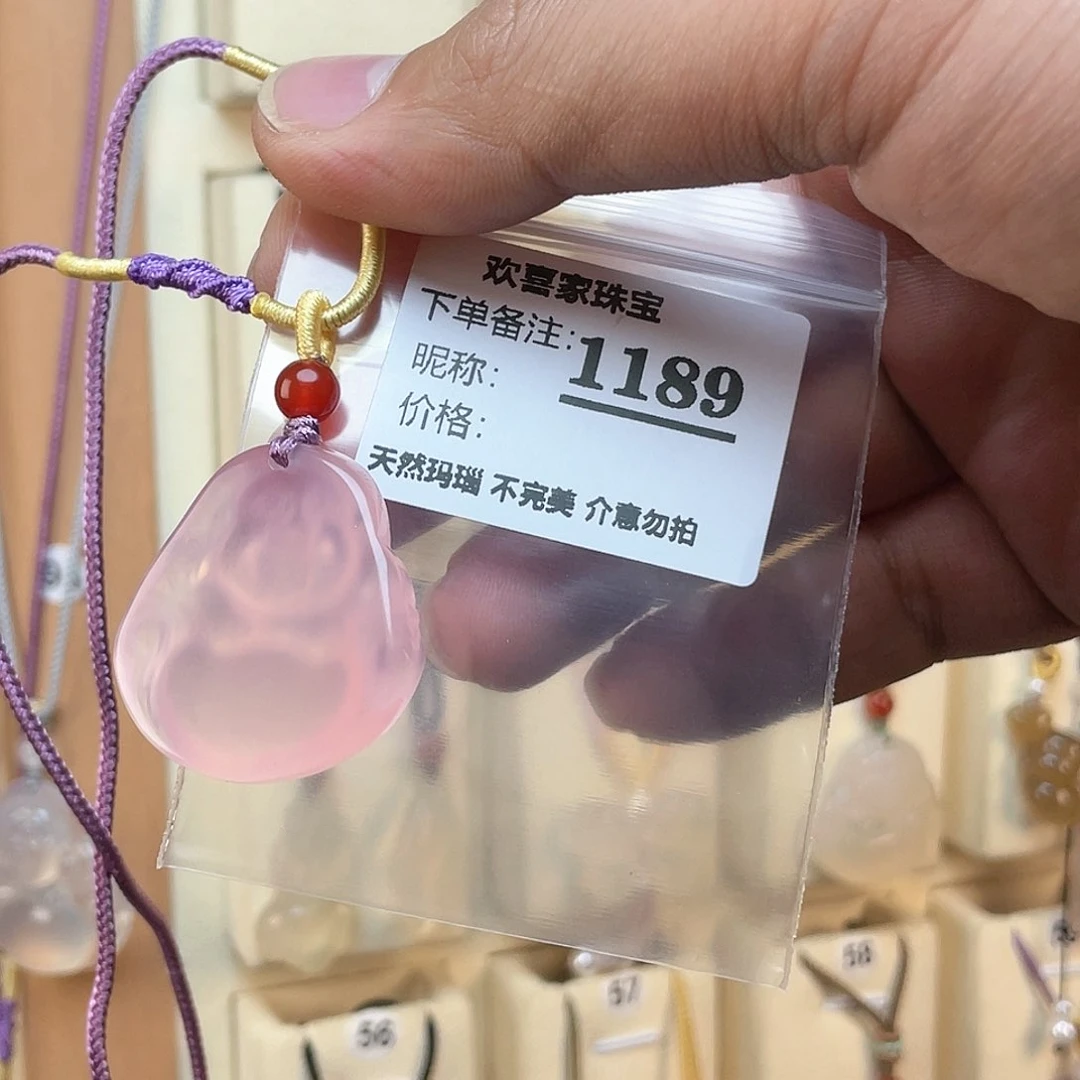 欢喜家珠宝
下单备注：1189
昵称：
价格：
天然玛瑙 不完美 介意勿拍
56
57
58